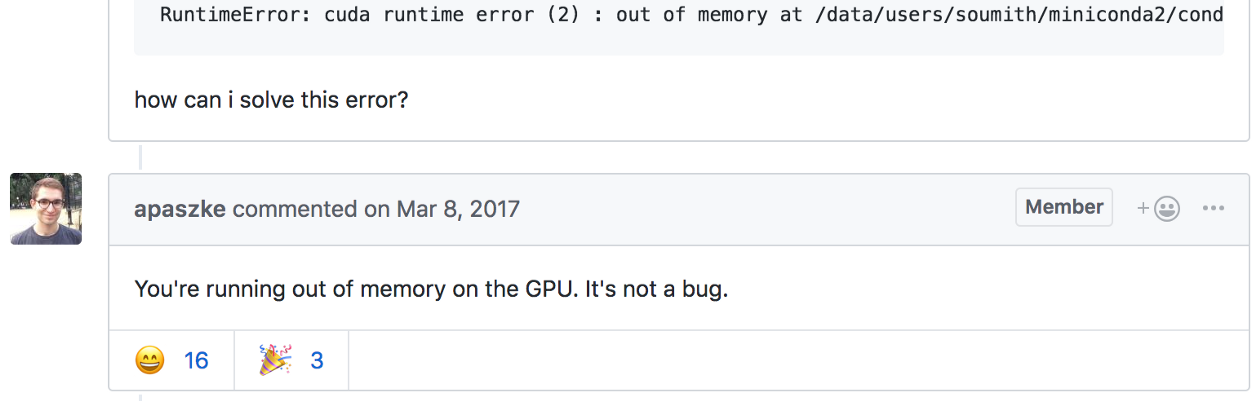 RuntimeError: cuda runtime error (2) : out of memory at /data/users/soumith/miniconda2/cond
how can i solve this error?
apaszke commented on Mar 8, 2017
Member
You're running out of memory on the GPU. It's not a bug.
😄 16 🎉 3